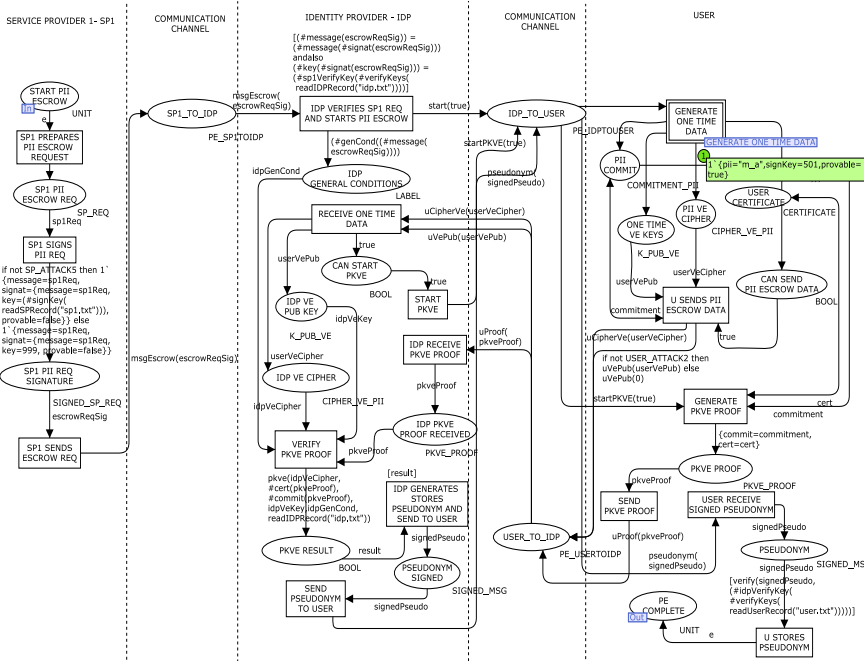 SERVICE PROVIDER 1- SP1
COMMUNICATION
CHANNEL
IDENTITY PROVIDER - IDP
COMMUNICATION
CHANNEL
USER
START PII
ESCROW
In
UNIT
e
SP1 PREPARES
PII ESCROW
REQUEST
SP1 PII
ESCROW REQ
SP_REQ
sp1Req
SP1 SIGNS
PII REQ
if not SP_ATTACK5 then 1`
{message=sp1Req,
signat={message=sp1Req,
key=(#signKey(
readSPRecord("sp1.txt"))),
provable=false}} else
1`{message=sp1Req,
signat={message=sp1Req,
key=999, provable=false}}
SP1 PII REQ
SIGNATURE
SIGNED_SP_REQ
escrowReqSig
SP1 SENDS
ESCROW REQ
msgEscrow(escrowReqSig)
SP1_TO_IDP
PE_SP1TOIDP
msgEscrow(
escrowReqSig)
[(#message(escrowReqSig)) =
(#message(#signat(escrowReqSig)))
andalso
(#key(#signat(escrowReqSig))) =
(#sp1VerifyKey(#verifyKeys(
readIDPRecord("idp.txt"))))]
IDP VERIFIES SP1 REQ
AND STARTS PII ESCROW
start(true)
(#genCond((#message(
escrowReqSig))))
idpGenCond
IDP
GENERAL CONDITIONS
LABEL
RECEIVE ONE TIME
DATA
uCipherVe(userVeCipher)
uVePub(userVePub)
userVePub
true
CAN START
PKVE
BOOL
true
START
PKVE
startPKVE(true)
pseudonym(
signedPseudo)
IDP VE
PUB KEY
K_PUB_VE
idpVeKey
userVeCipher
IDP VE CIPHER
CIPHER_VE_PII
idpVeCipher
IDP RECEIVE
PKVE PROOF
uProof(
pkveProof)
pkveProof
IDP PKVE
PROOF RECEIVED
PKVE_PROOF
pkveProof
VERIFY
PKVE PROOF
pkve(idpVeCipher,
#cert(pkveProof),
#commit(pkveProof),
idpVeKey,idpGenCond,
readIDPRecord("idp.txt"))
PKVE RESULT
BOOL
result
[result]
IDP GENERATES
STORES
PSEUDONYM AND
SEND TO USER
signedPseudo
PSEUDONYM
SIGNED
SIGNED_MSG
signedPseudo
SEND
PSEUDONYM
TO USER
IDP_TO_USER
PE_IDPTOUSER
USER_TO_IDP
PE_USERTOIDP
GENERATE
ONE TIME
DATA
GENERATE ONE TIME DATA
1
1`{pii="m_a",signKey=501,provable=
true}
PII
COMMIT
COMMITMENT_PII
ONE TIME
VE KEYS
K_PUB_VE
PII VE
CIPHER
CIPHER_VE_PII
USER
CERTIFICATE
CERTIFICATE
CAN SEND
PII ESCROW DATA
BOOL
userVePub
userVeCipher
commitment
U SENDS PII
ESCROW DATA
true
uCipherVe(userVeCipher)
if not USER_ATTACK2 then
uVePub(userVePub) else
uVePub(0)
startPKVE(true)
GENERATE
PKVE PROOF
cert
commitment
{commit=commitment,
cert=cert}
PKVE PROOF
PKVE_PROOF
pkveProof
SEND
PKVE PROOF
uProof(pkveProof)
USER RECEIVE
SIGNED PSEUDONYM
pseudonym(
signedPseudo)
signedPseudo
PSEUDONYM
SIGNED_MS
signedPseudo
[verify(signedPseudo,
(#idpVerifyKey(
#verifyKeys(
readUserRecord("user.txt")))))]
U STORES
PSEUDONYM
e
UNIT
PE
COMPLETE
Out